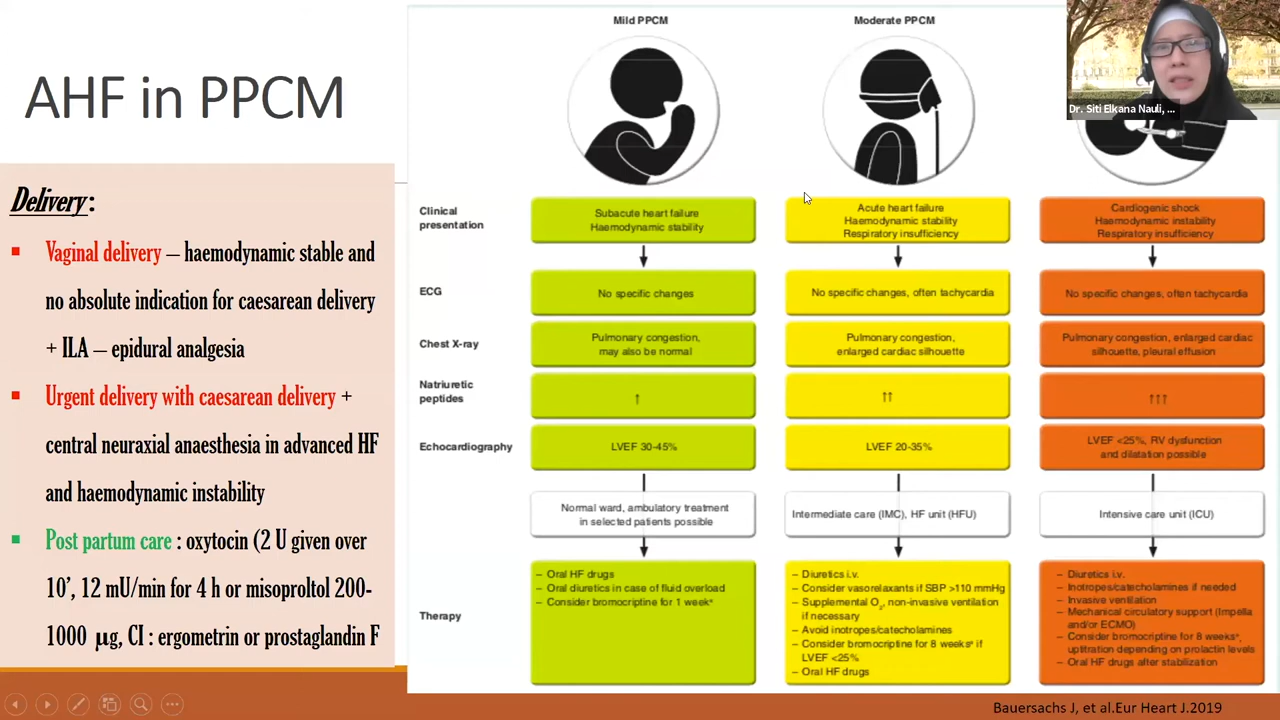 AHF in PPCM
Delivery:
▪ Vaginal delivery – haemodynamic stable and
no absolute indication for caesarean delivery
+ ILA – epidural analgesia
▪ Urgent delivery with caesarean delivery +
central neuraxial anaesthesia in advanced HF
and haemodynamic instability
▪ Post partum care : oxytocin (2 U given over
10', 12 mU/min for 4 h or misoproltol 200-
1000 µg, CI : ergometrin or prostaglandin F
Mild PPCM
Moderate PPCM
Dr. Siti Elkana Nauli, ...
Clinical
presentation
Subacute heart failure
Haemodynamic stability
Acute heart failure
Haemodynamic stability
Respiratory insufficiency
Cardiogenic shock
Haemodynamic instability
Respiratory insufficiency
ECG
No specific changes
No specific changes, often tachycardia
No specific changes, often tachycardia
Chest X-ray
Pulmonary congestion,
may also be normal
Pulmonary congestion,
enlarged cardiac silhouette
Pulmonary congestion, enlarged cardiac
silhouette, pleural effusion
Natriuretic
peptides
↑
↑↑
↑↑↑
Echocardiography
LVEF 30-45%
LVEF 20-35%
LVEF <25%, RV dysfunction
and dilatation possible
Normal ward, ambulatory treatment
in selected patients possible
Intermediate care (IMC), HF unit (HFU)
Intensive care unit (ICU)
Therapy
– Oral HF drugs
– Oral diuretics in case of fluid overload
– Consider bromocriptine for 1 weekᵃ
– Diuretics i.v.
– Consider vasorelaxants if SBP >110 mmHg
– Supplemental O₂, non-invasive ventilation
if necessary
– Avoid inotropes/catecholamines
– Consider bromocriptine for 8 weeksᵃ if
LVEF <25%
– Oral HF drugs
– Diuretics i.v.
– Inotropes/catecholamins if needed
– Invasive ventilation
– Mechanical circulatory support (Impella
and/or ECMO)
– Consider bromocriptine for 8 weeksᵃ,
uptitration depending on prolactin levels
– Oral HF drugs after stabilization
Bauersachs J, et al.Eur Heart J.2019